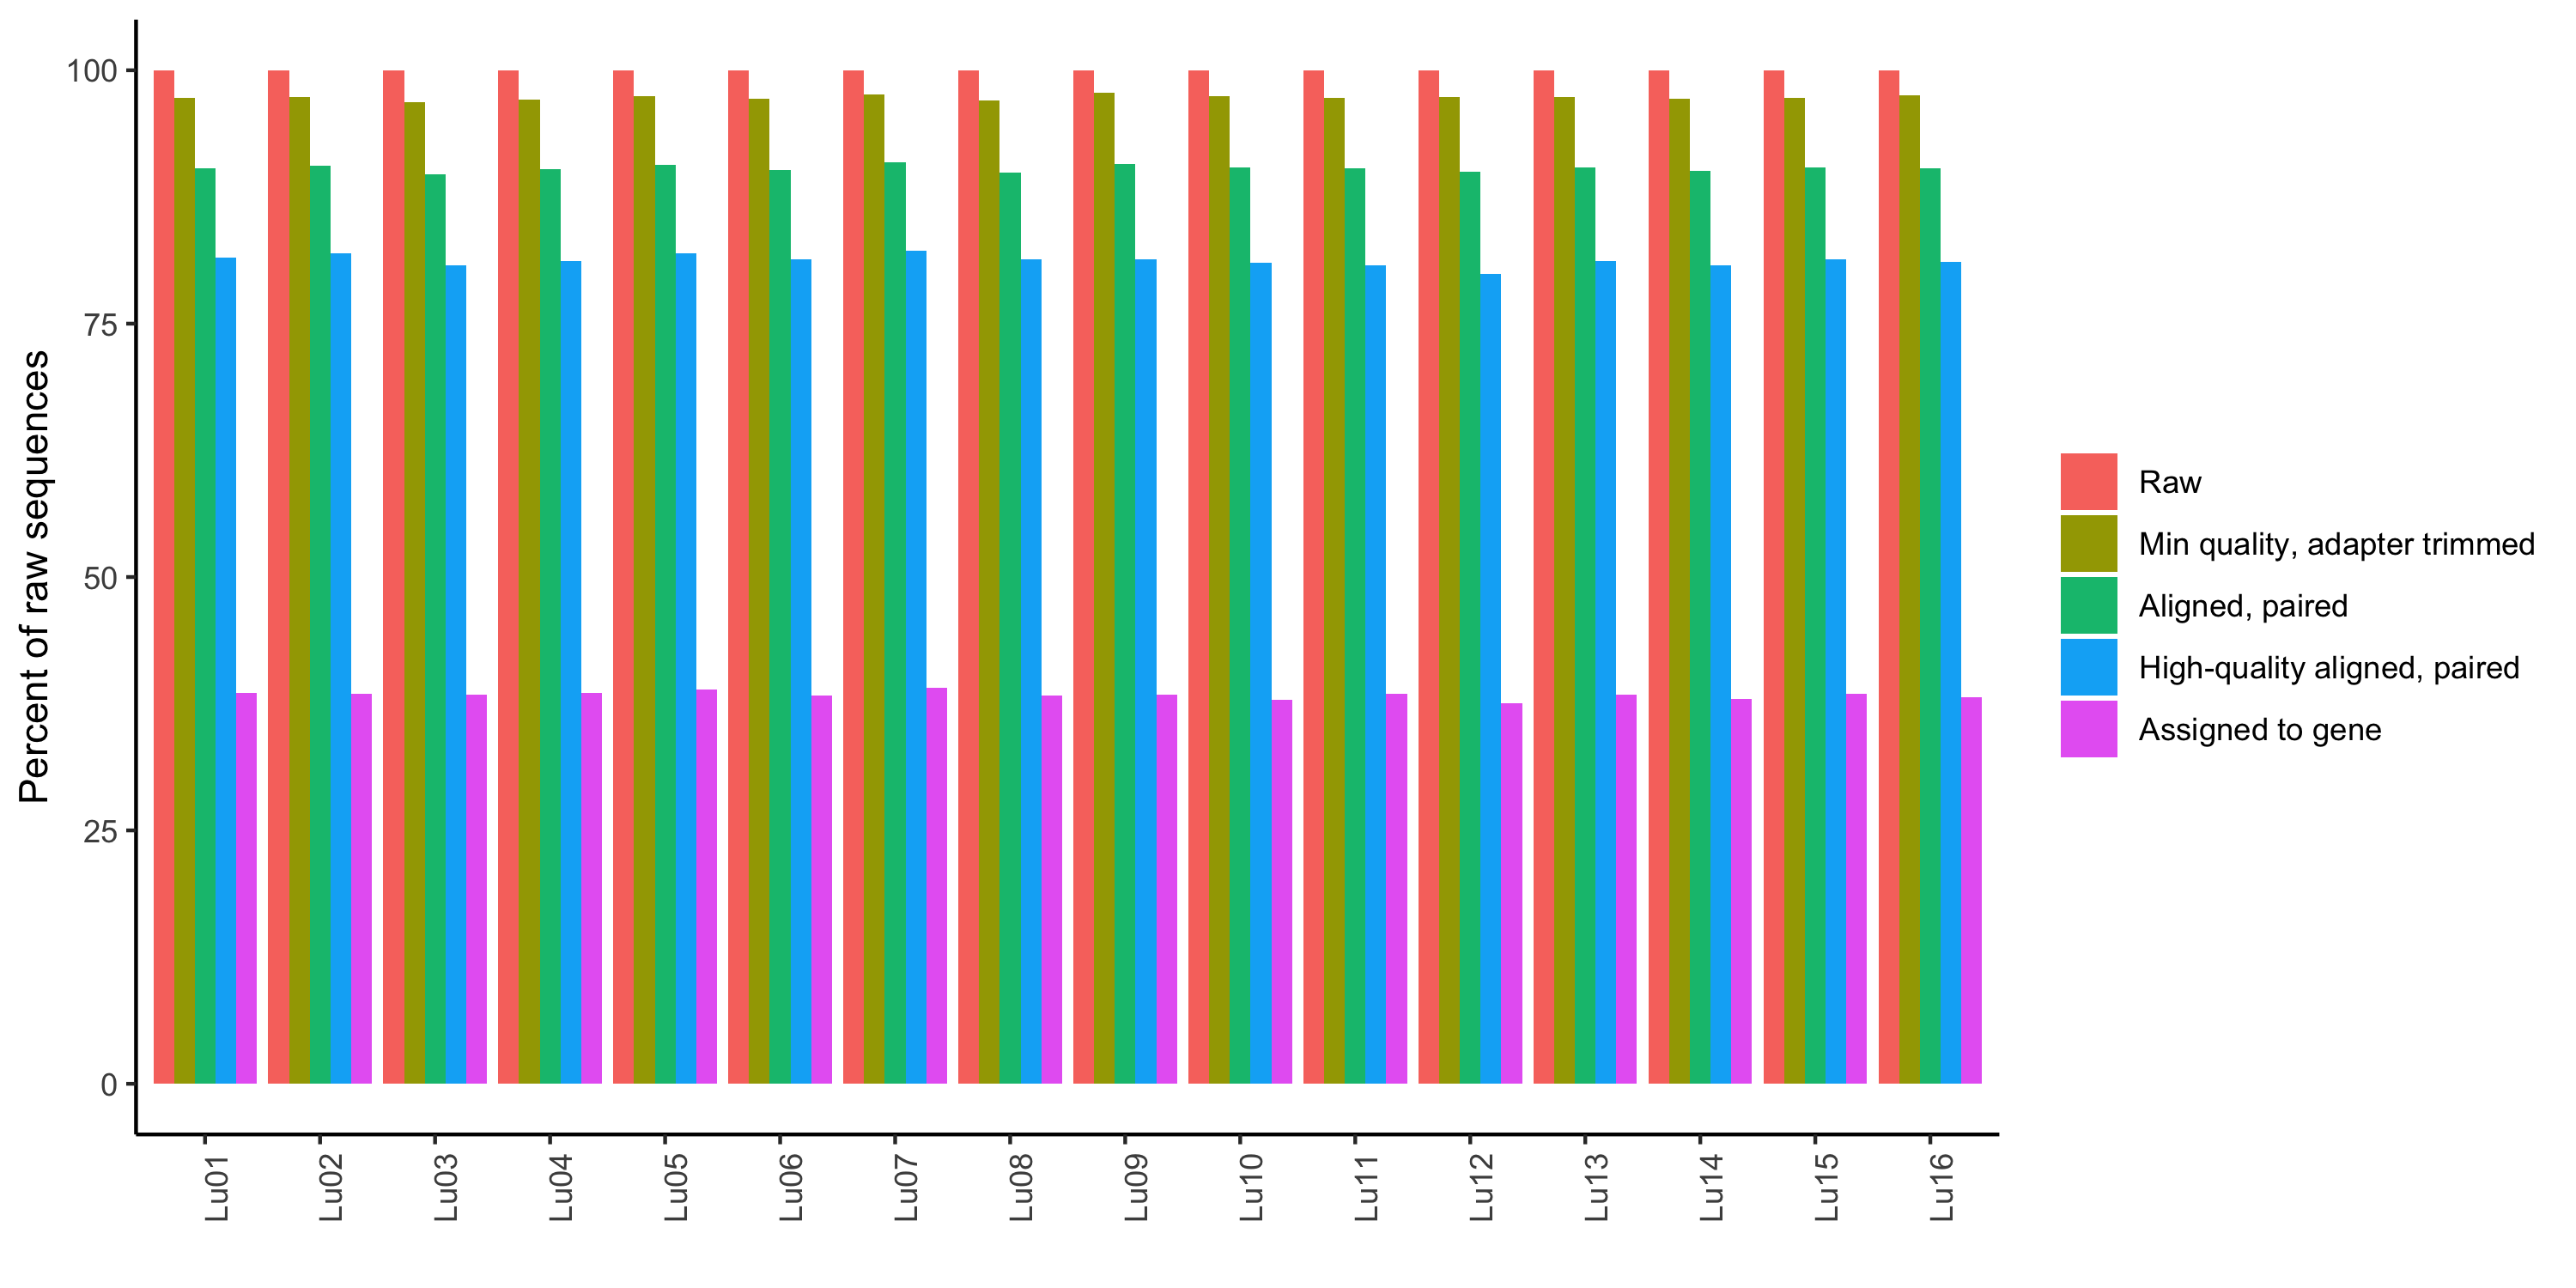 Percent of raw sequences
100
75
50
25
0
Lu01
Lu02
Lu03
Lu04
Lu05
Lu06
Lu07
Lu08
Lu09
Lu10
Lu11
Lu12
Lu13
Lu14
Lu15
Lu16
Raw
Min quality, adapter trimmed
Aligned, paired
High-quality aligned, paired
Assigned to gene